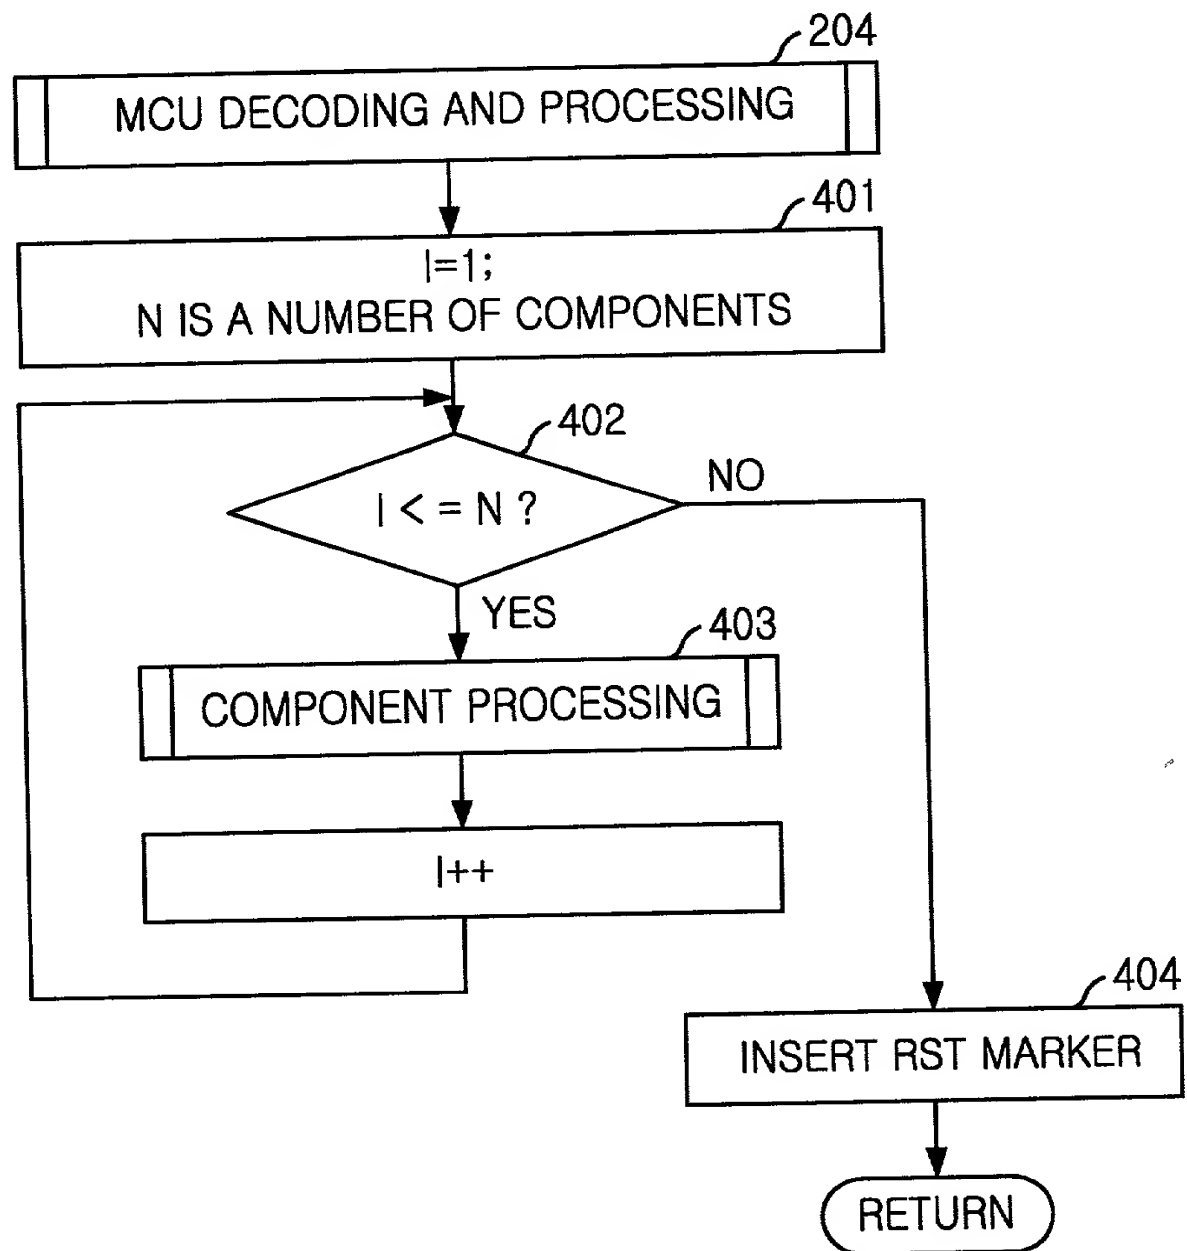 204
MCU DECODING AND PROCESSING
401
I=1;
N IS A NUMBER OF COMPONENTS
402
I < = N ?
NO
YES
403
COMPONENT PROCESSING
I++
404
INSERT RST MARKER
RETURN